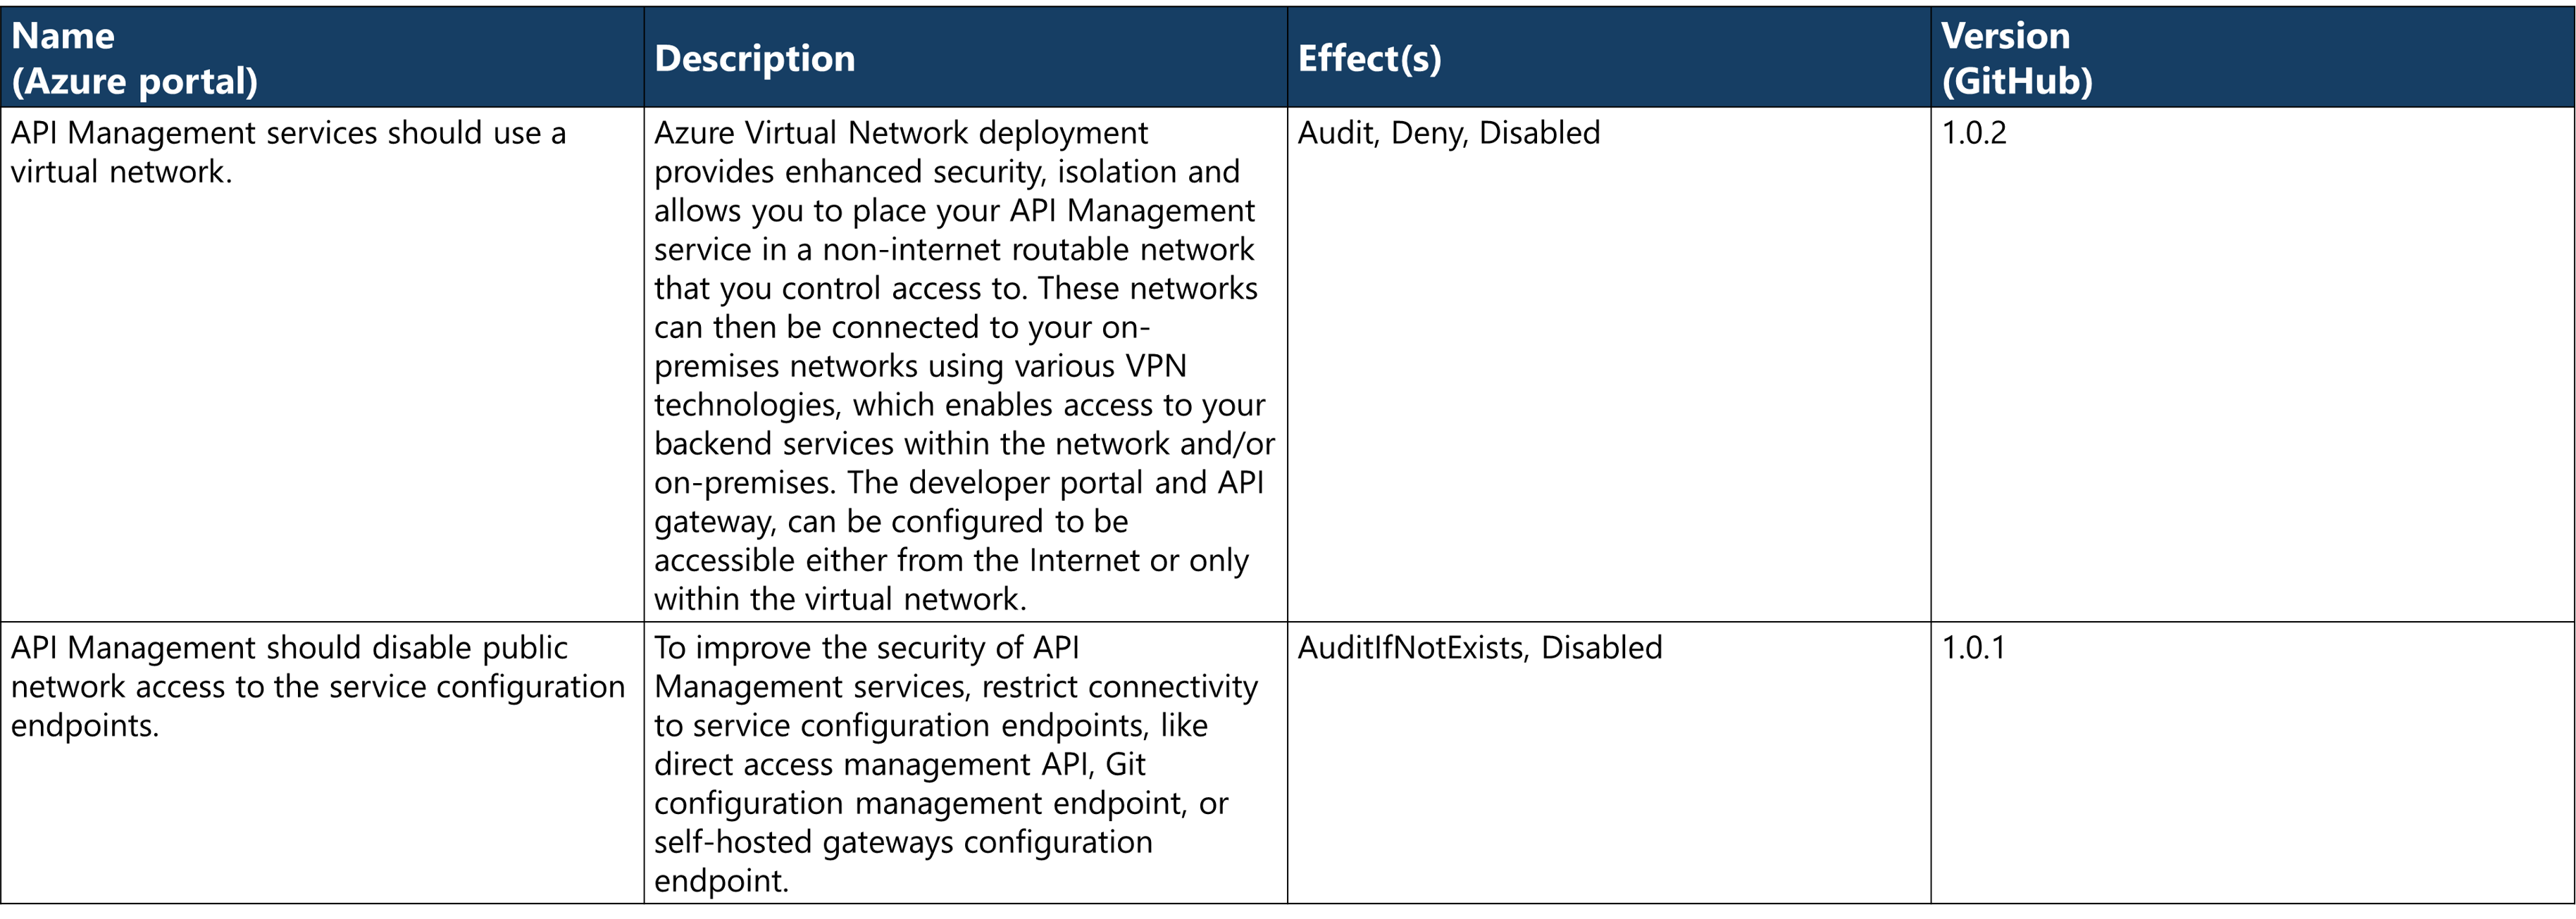 Name
(Azure portal)
Description
Effect(s)
Version
(GitHub)
API Management services should use a
virtual network.
Azure Virtual Network deployment
provides enhanced security, isolation and
allows you to place your API Management
service in a non-internet routable network
that you control access to. These networks
can then be connected to your on-
premises networks using various VPN
technologies, which enables access to your
backend services within the network and/or
on-premises. The developer portal and API
gateway, can be configured to be
accessible either from the Internet or only
within the virtual network.
Audit, Deny, Disabled
1.0.2
API Management should disable public
network access to the service configuration
endpoints.
To improve the security of API
Management services, restrict connectivity
to service configuration endpoints, like
direct access management API, Git
configuration management endpoint, or
self-hosted gateways configuration
endpoint.
AuditIfNotExists, Disabled
1.0.1